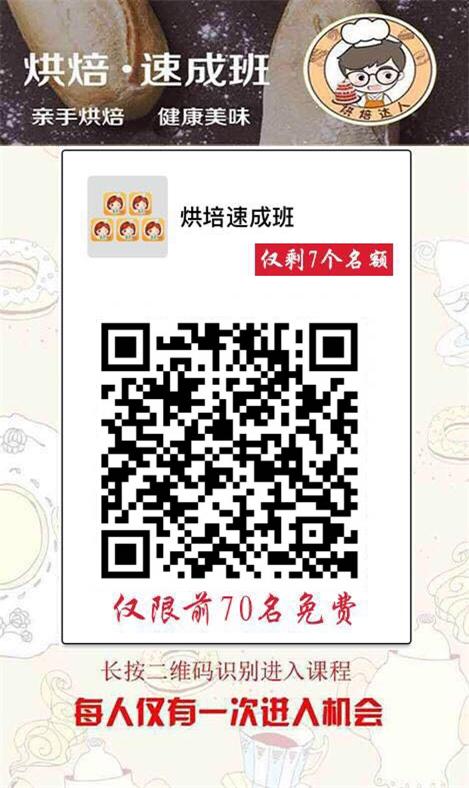 烘焙·速成班
亲手烘焙 健康美味
烘焙达人
烘培速成班
仅剩7个名额
仅限前70名免费
长按二维码识别进入课程
每人仅有一次进入机会